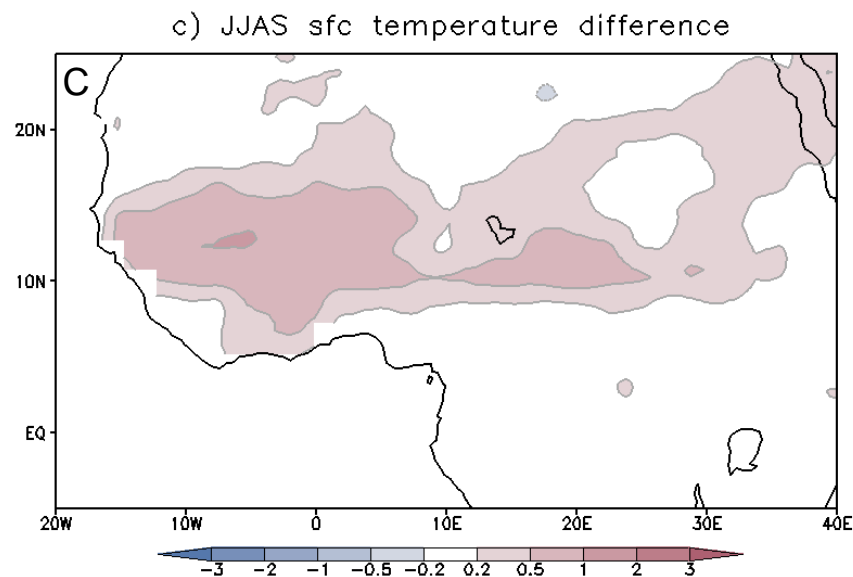 c) JJAS sfc temperature difference
C
20N
10N
EQ
20W 10W 0 10E 20E 30E 40E
-3 -2 -1 -0.5 -0.2 0.2 0.5 1 2 3